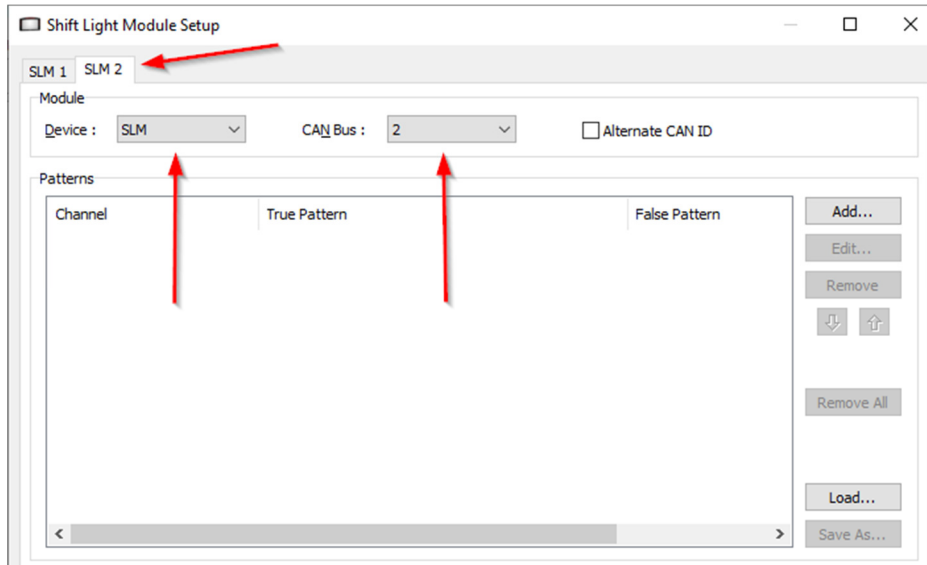 Shift Light Module Setup
SLM 1 SLM 2
Module
Device : SLM CAN Bus : 2 Alternate CAN ID
Patterns
Channel True Pattern False Pattern
Add...
Edit...
Remove
Remove All
Load...
Save As...